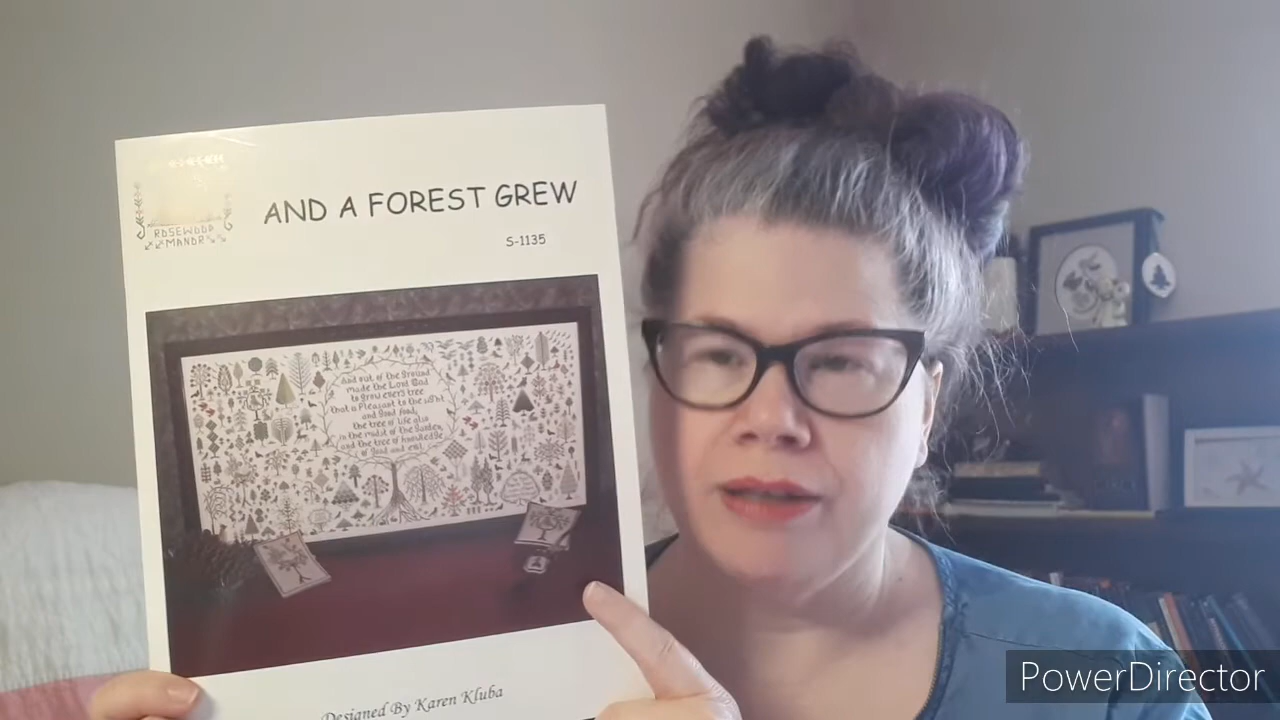 AND A FOREST GREW
ROSEWOOD
MANOR
S-1135
And out of the Ground
made the Lord God
to grow every tree
that is Pleasant to the sight
and Good food,
the tree of life also
in the midst of the Garden
and the tree of knowledge
of Good and evil
Designed By Karen Kluba
PowerDirector